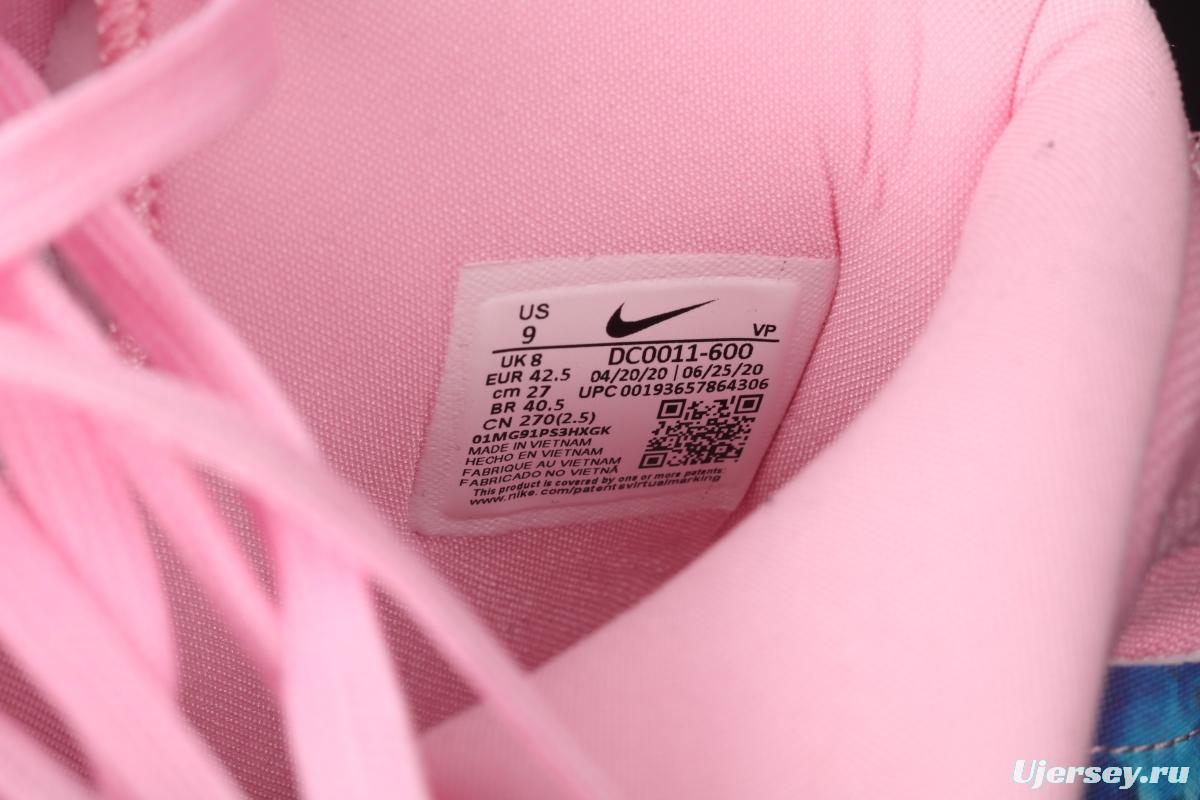 US
9
VP
UK 8
DC0011-600
EUR 42.5
04/20/20 | 06/25/20
cm 27
UPC 00193657864306
BR 40.5
CN 270(2.5)
01MG91PS3HXGK
MADE IN VIETNAM
HECHO EN VIETNAM
FABRIQUE AU VIETNAM
FABRICADO NO VIETNÃ
This product is covered by one or more patents:
www.nike.com/patentsvirtualmarking
Ujersey.ru